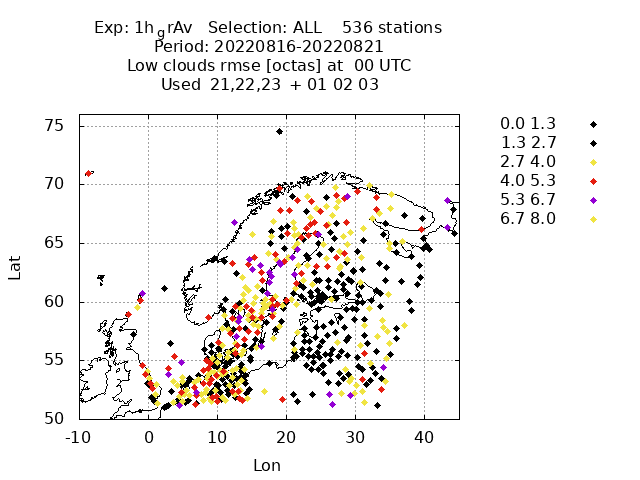 Exp: 1h grAv Selection: ALL 536 stations
Period: 20220816-20220821
Low clouds rmse [octas] at 00 UTC
Used 21,22,23 + 01 02 03
0.0 1.3
1.3 2.7
2.7 4.0
4.0 5.3
5.3 6.7
6.7 8.0
75
70
65
60
55
50
Lat
-10 0 10 20 30 40
Lon